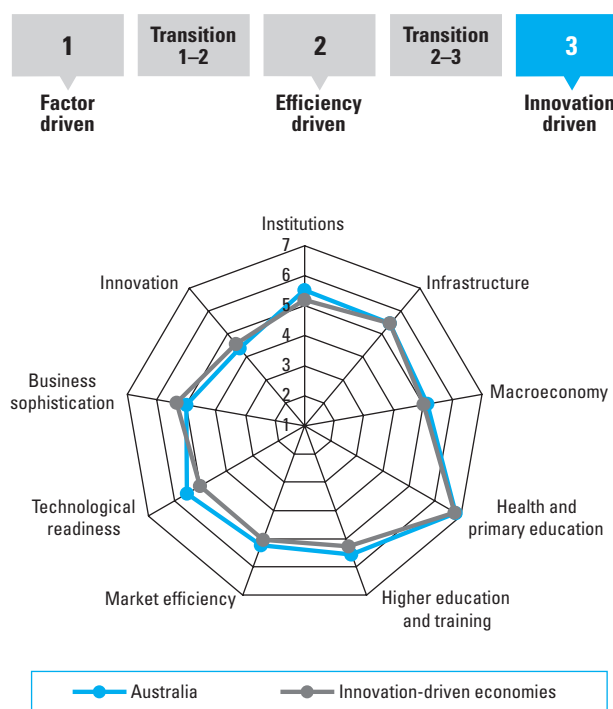 1
Transition
1–2
2
Transition
2–3
3
Factor
driven
Efficiency
driven
Innovation
driven
Institutions
7
6
5
4
3
2
1
Infrastructure
Macroeconomy
Health and
primary education
Higher education
and training
Market efficiency
Technological
readiness
Business
sophistication
Innovation
Australia
Innovation-driven economies